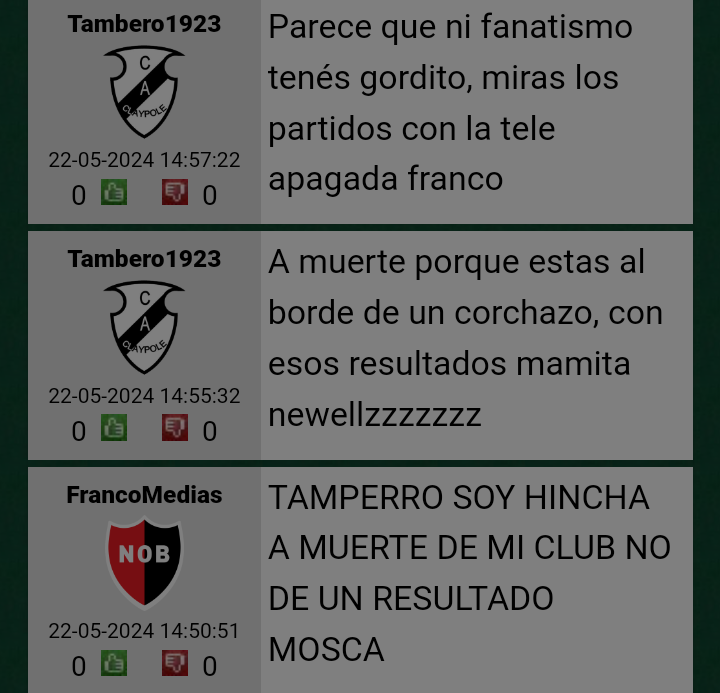 Tambero1923
C
A
CLAYPOLE
22-05-2024 14:57:22
0 0
Parece que ni fanatismo
tenés gordito, miras los
partidos con la tele
apagada franco
Tambero1923
C
A
CLAYPOLE
22-05-2024 14:55:32
0 0
A muerte porque estas al
borde de un corchazo, con
esos resultados mamita
newellzzzzzzz
FrancoMedias
NOB
22-05-2024 14:50:51
0 0
TAMPERRO SOY HINCHA
A MUERTE DE MI CLUB NO
DE UN RESULTADO
MOSCA